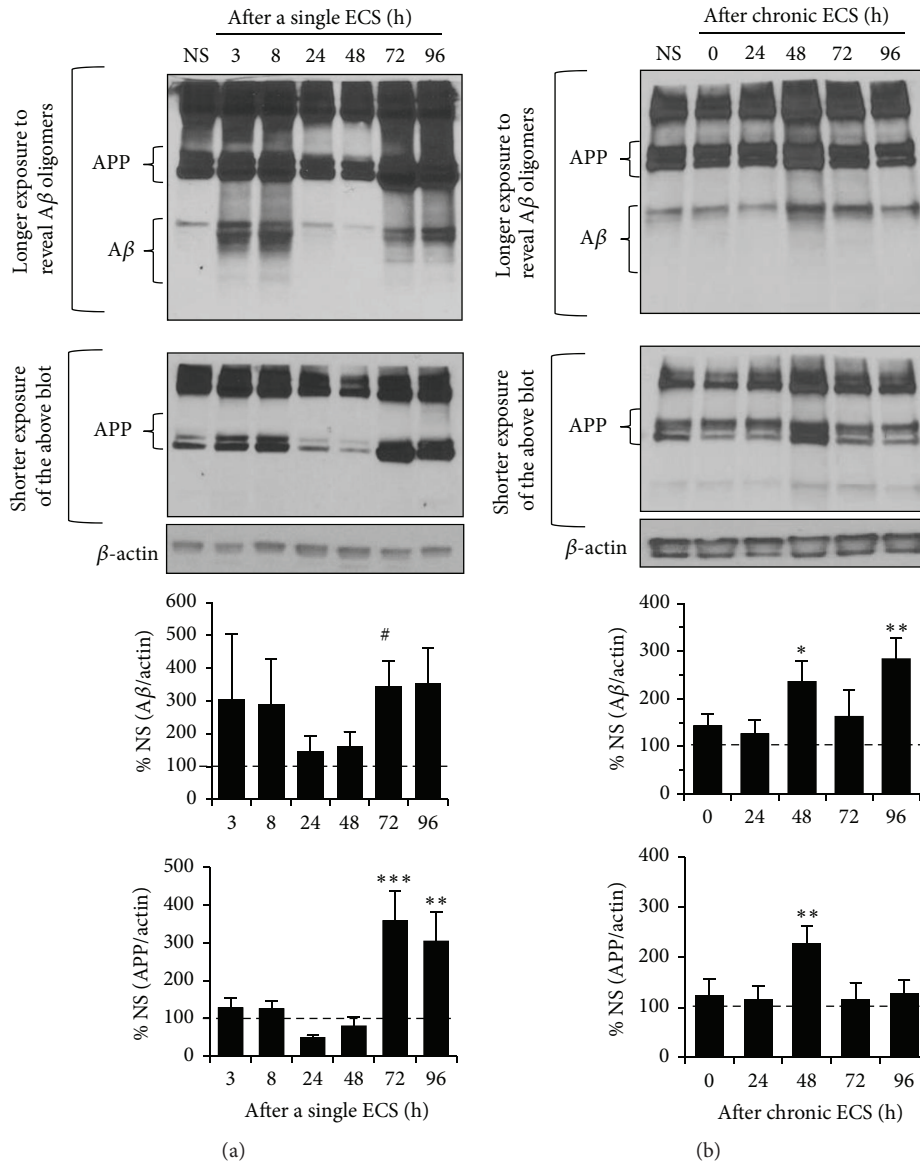 After a single ECS (h)
NS 3 8 24 48 72 96
Longer exposure to
reveal Aβ oligomers
APP
Aβ
Shorter exposure
of the above blot
APP
β-actin
% NS (Aβ/actin)
600
500
400
300
200
100
0
#
3 8 24 48 72 96
% NS (APP/actin)
500
400
300
200
100
0
***
**
3 8 24 48 72 96
After a single ECS (h)
(a)
After chronic ECS (h)
NS 0 24 48 72 96
Longer exposure to
reveal Aβ oligomers
APP
Aβ
Shorter exposure
of the above blot
APP
β-actin
% NS (Aβ/actin)
400
300
200
100
0
*
**
0 24 48 72 96
% NS (APP/actin)
400
300
200
100
0
**
0 24 48 72 96
After chronic ECS (h)
(b)